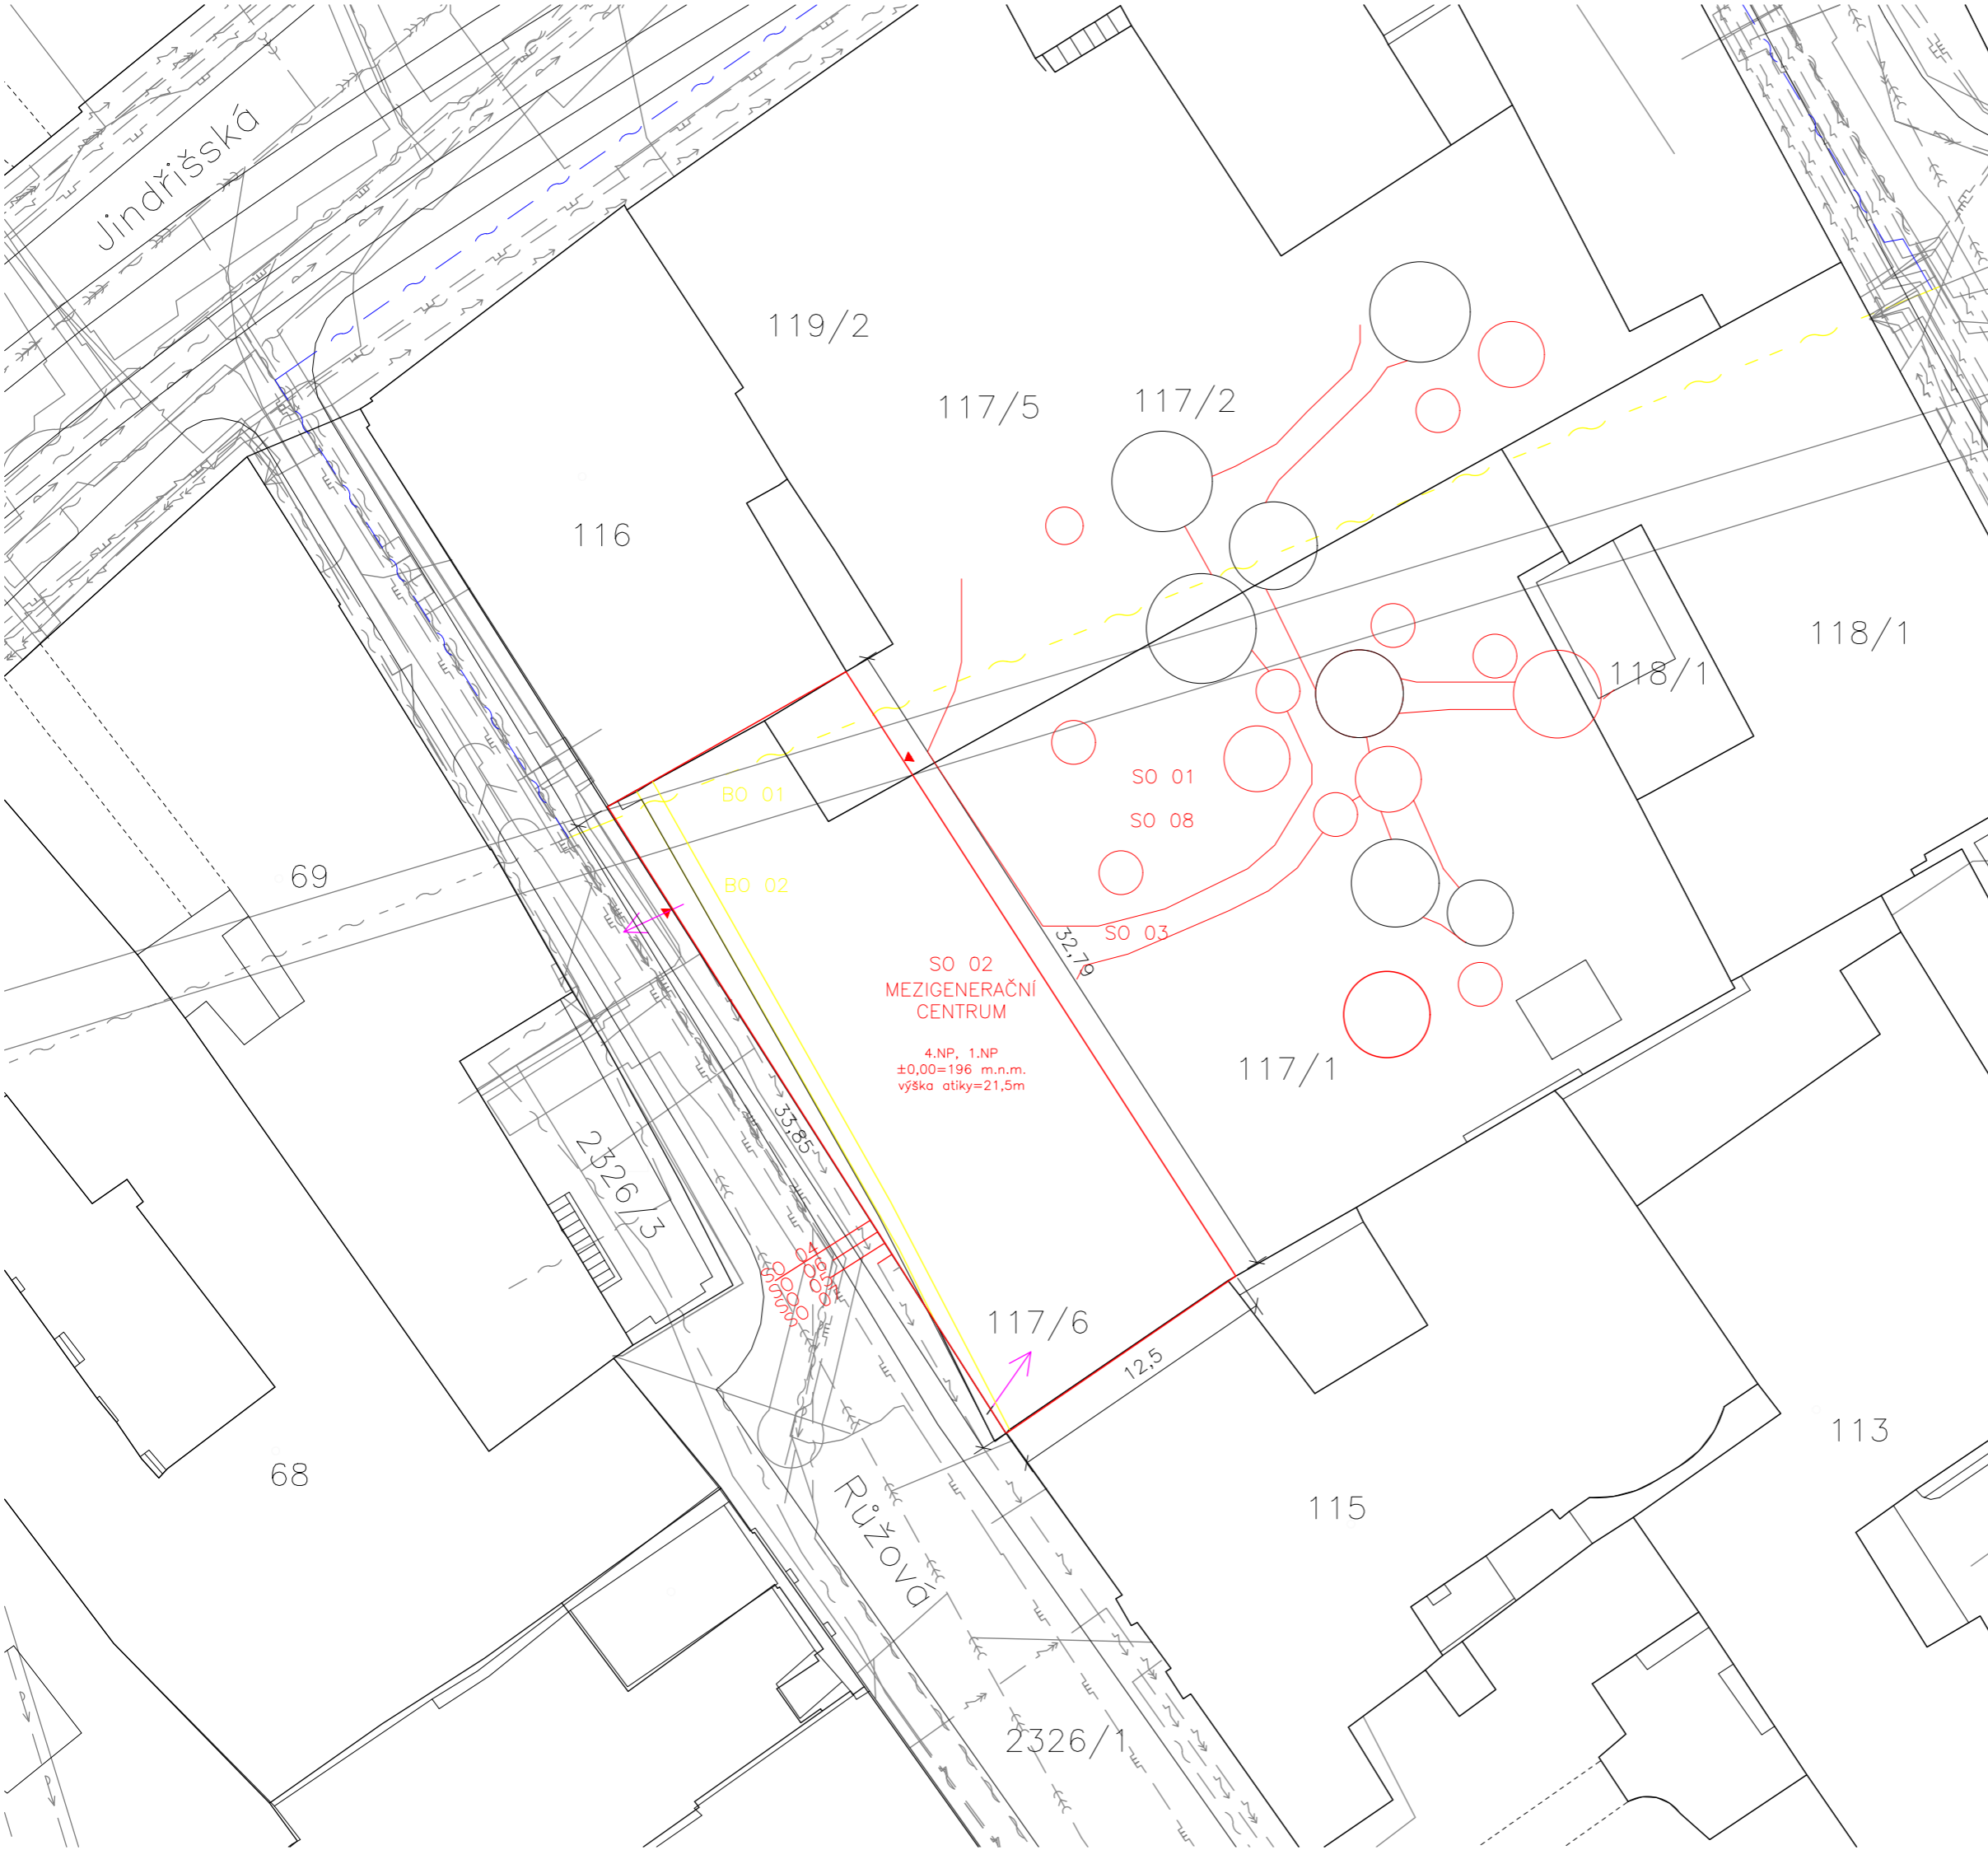 Jindřišská
119/2
117/5
117/2
116
118/1
118/1
SO 01
BO 01
SO 08
69
BO 02
SO 03
32,79
SO 02
MEZIGENERAČNÍ
CENTRUM
4.NP, 1.NP
±0,00=196 m.n.m.
výška atiky=21,5m
117/1
33,85
2326/3
117/6
12,5
113
68
115
Růžová
2326/1